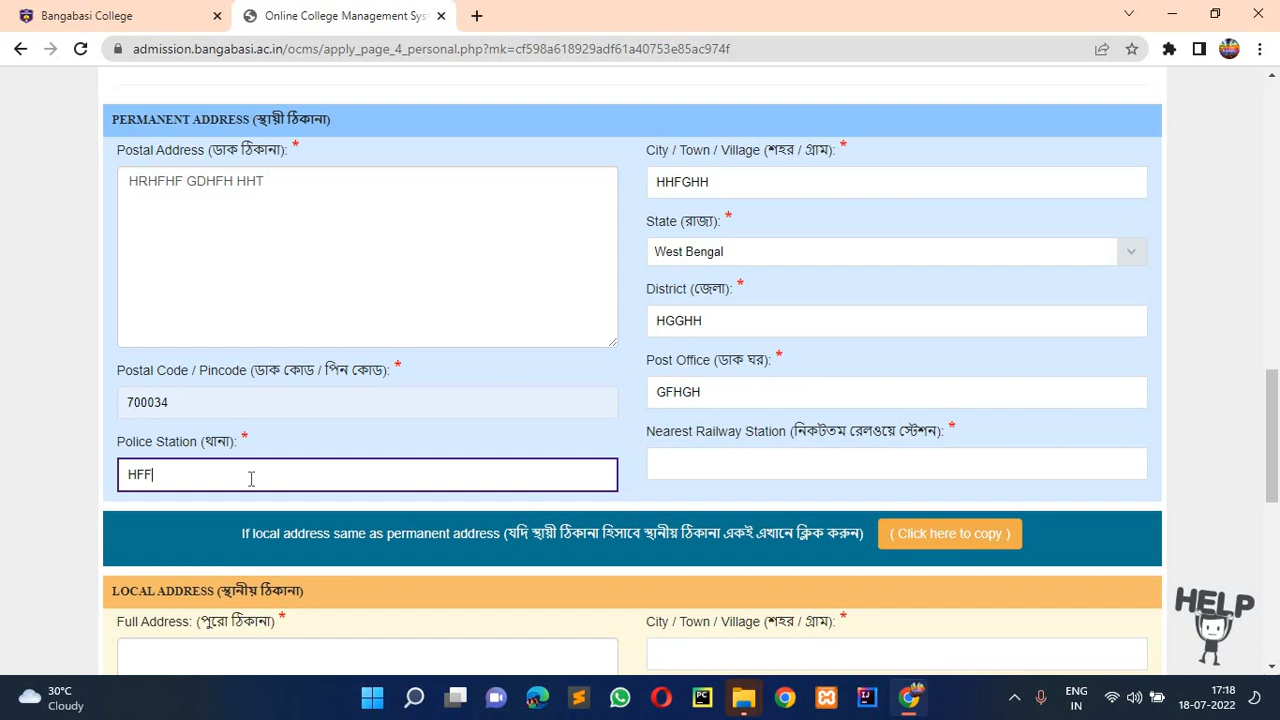 Bangabasi College
Online College Management Sys
admission.bangabasi.ac.in/ocms/apply_page_4_personal.php?mk=cf598a618929adf61a40753e85ac974f
PERMANENT ADDRESS (স্থায়ী ঠিকানা)
Postal Address (ডাক ঠিকানা): *
HRHFHF GDHFH HHT
City / Town / Village (শহর / গ্রাম): *
HHFGHH
State (রাজ্য): *
West Bengal
District (জেলা): *
HGGHH
Postal Code / Pincode (ডাক কোড / পিন কোড): *
700034
Post Office (ডাক ঘর): *
GFHGH
Police Station (থানা): *
HFF
Nearest Railway Station (নিকটতম রেলওয়ে স্টেশন): *
If local address same as permanent address (যদি স্থায়ী ঠিকানা হিসাবে স্থানীয় ঠিকানা একই এখানে ক্লিক করুন) ( Click here to copy )
LOCAL ADDRESS (স্থানীয় ঠিকানা)
Full Address: (পুরো ঠিকানা) *
City / Town / Village (শহর / গ্রাম): *
HELP
30°C
Cloudy
PC
IJ
ENG
IN
17:18
18-07-2022